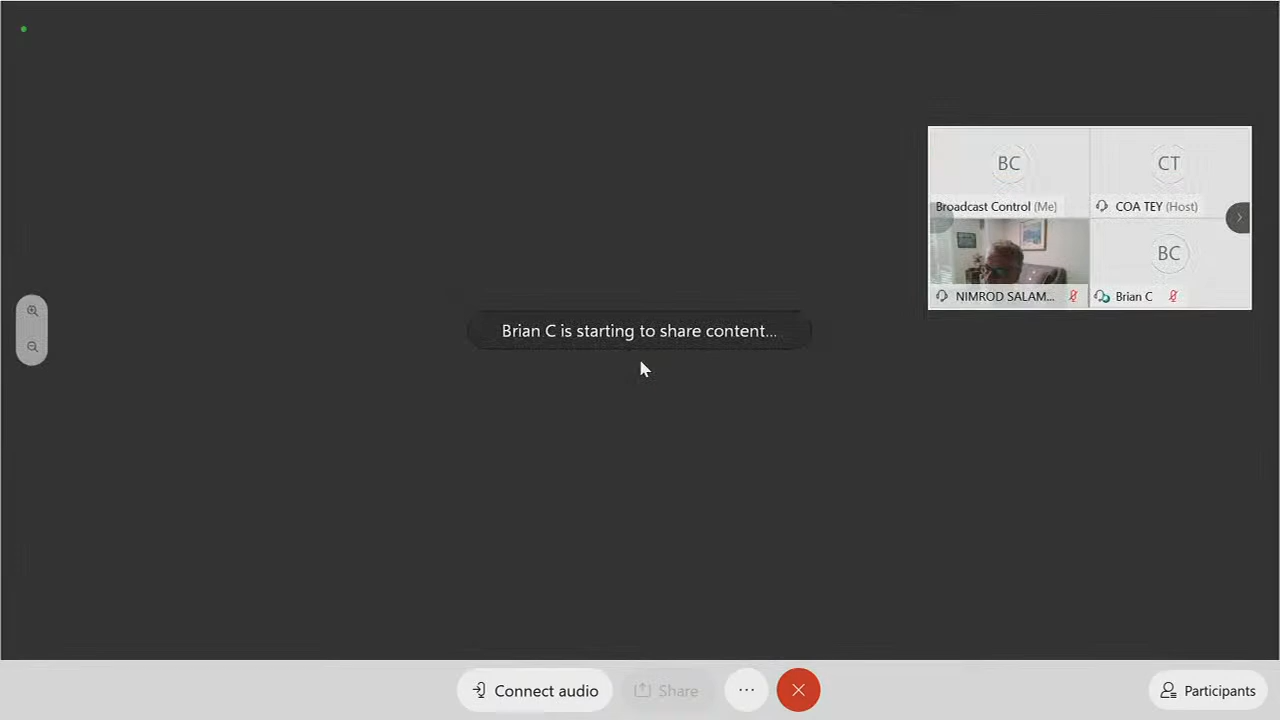 BC
CT
Broadcast Control (Me)
COA TEY (Host)
BC
NIMROD SALAM...
Brian C
Brian C is starting to share content...
Connect audio
Share
Participants